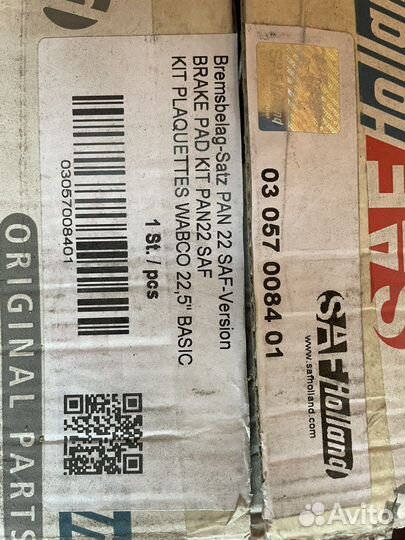 SAF Holland
www.safholland.com
03 057 0084 01
Bremsbelag-Satz PAN 22 SAF-Version
BRAKE PAD KIT PAN22 SAF
KIT PLAQUETTES WABCO 22,5" BASIC
1 St. / pcs
03057008401
ORIGINAL PARTS
SAF Holland
Avito